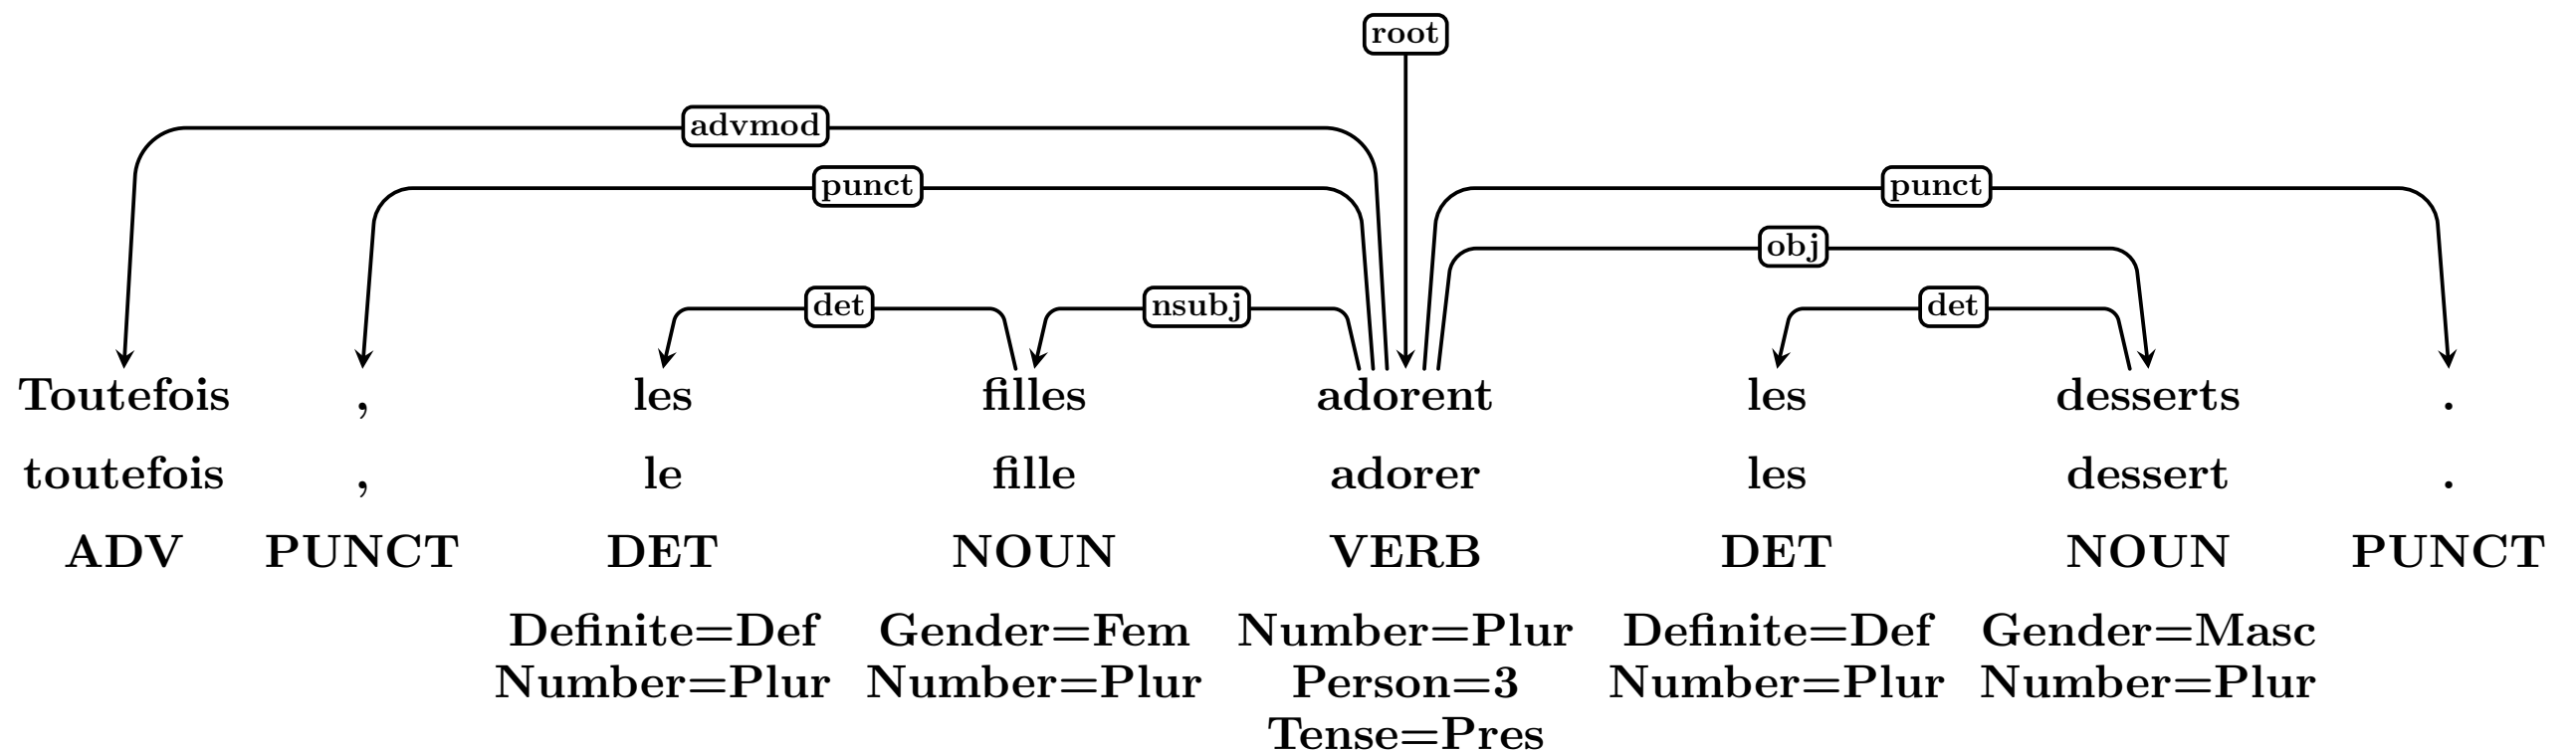 root
advmod
punct punct
obj
det nsubj det
Toutefois , les filles adorent les desserts .
toutefois , le fille adorer les dessert .
ADV PUNCT DET NOUN VERB DET NOUN PUNCT
Definite=Def Gender=Fem Number=Plur Definite=Def Gender=Masc
Number=Plur Number=Plur Person=3 Number=Plur Number=Plur
Tense=Pres